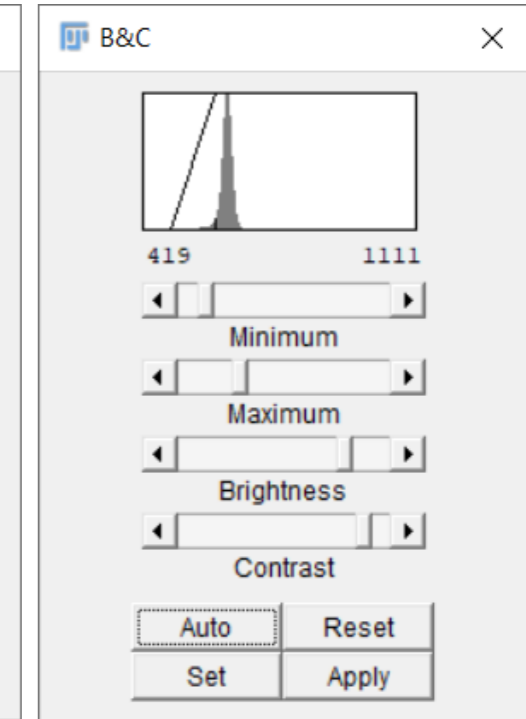 B&C
419 1111
Minimum
Maximum
Brightness
Contrast
Auto Reset
Set Apply